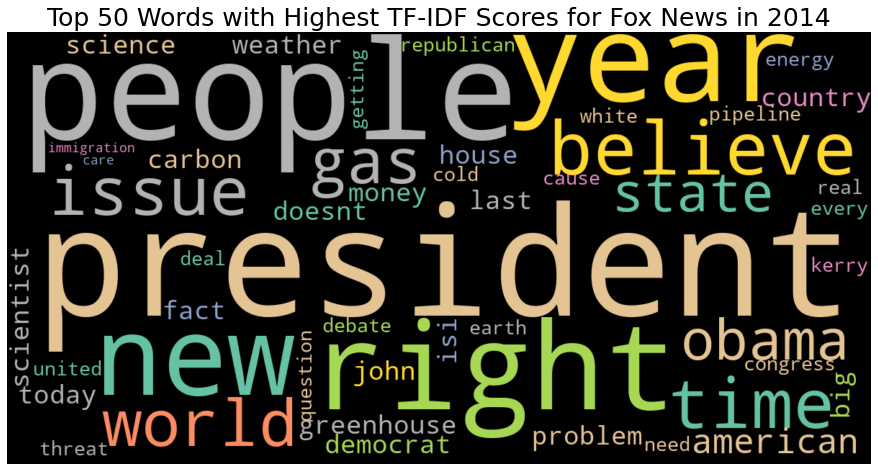 Top 50 Words with Highest TF-IDF Scores for Fox News in 2014
science
weather
republican
people
year
energy
getting
country
white
pipeline
immigration
care
carbon
gas
house
believe
cold
cause
issue
money
doesnt
last
state
real
every
president
deal
kerry
scientist
fact
new
debate
isi
earth
right
obama
united
question
john
congress
today
time
big
world
greenhouse
democrat
problem
need
american
threat